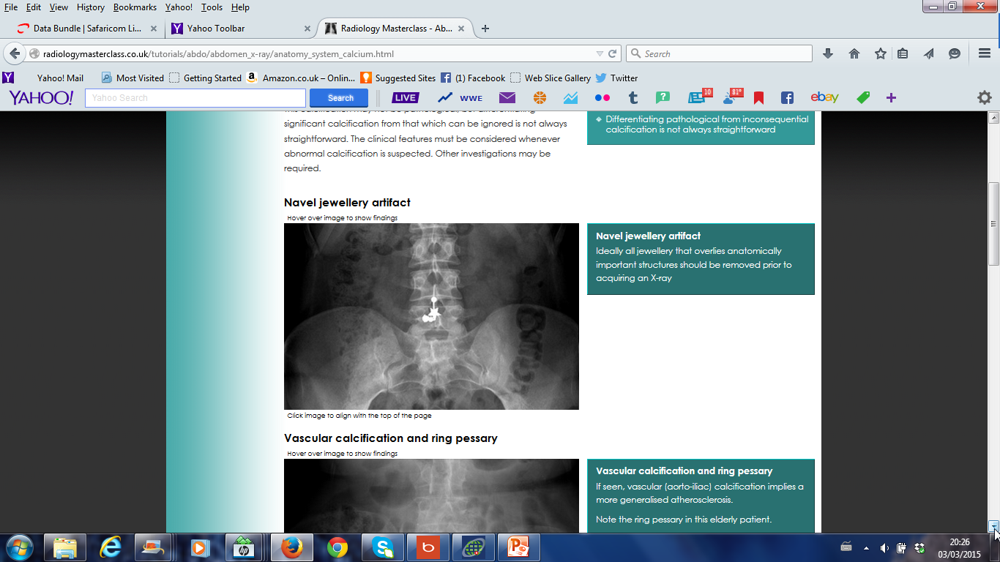 File Edit View History Bookmarks Yahoo! Tools Help
Data Bundle | Safaricom Li... Yahoo Toolbar Radiology Masterclass - Ab...
radiologymasterclass.co.uk/tutorials/abdo/abdomen_x-ray/anatomy_system_calcium.html Search
Yahoo! Mail Most Visited Getting Started Amazon.co.uk – Onlin... Suggested Sites (1) Facebook Web Slice Gallery Twitter
YAHOO! Yahoo Search Search LIVE WWE 10 81° ebay
significant calcification from that which can be ignored is not always
straightforward. The clinical features must be considered whenever
abnormal calcification is suspected. Other investigations may be
required.
Differentiating pathological from inconsequential
calcification is not always straightforward
Navel jewellery artifact
Hover over image to show findings
Navel jewellery artifact
Ideally all jewellery that overlies anatomically
important structures should be removed prior to
acquiring an X-ray
Click image to align with the top of the page
Vascular calcification and ring pessary
Hover over image to show findings
Vascular calcification and ring pessary
If seen, vascular (aorto-iliac) calcification implies a
more generalised atherosclerosis.
Note the ring pessary in this elderly patient.
20:26
03/03/2015